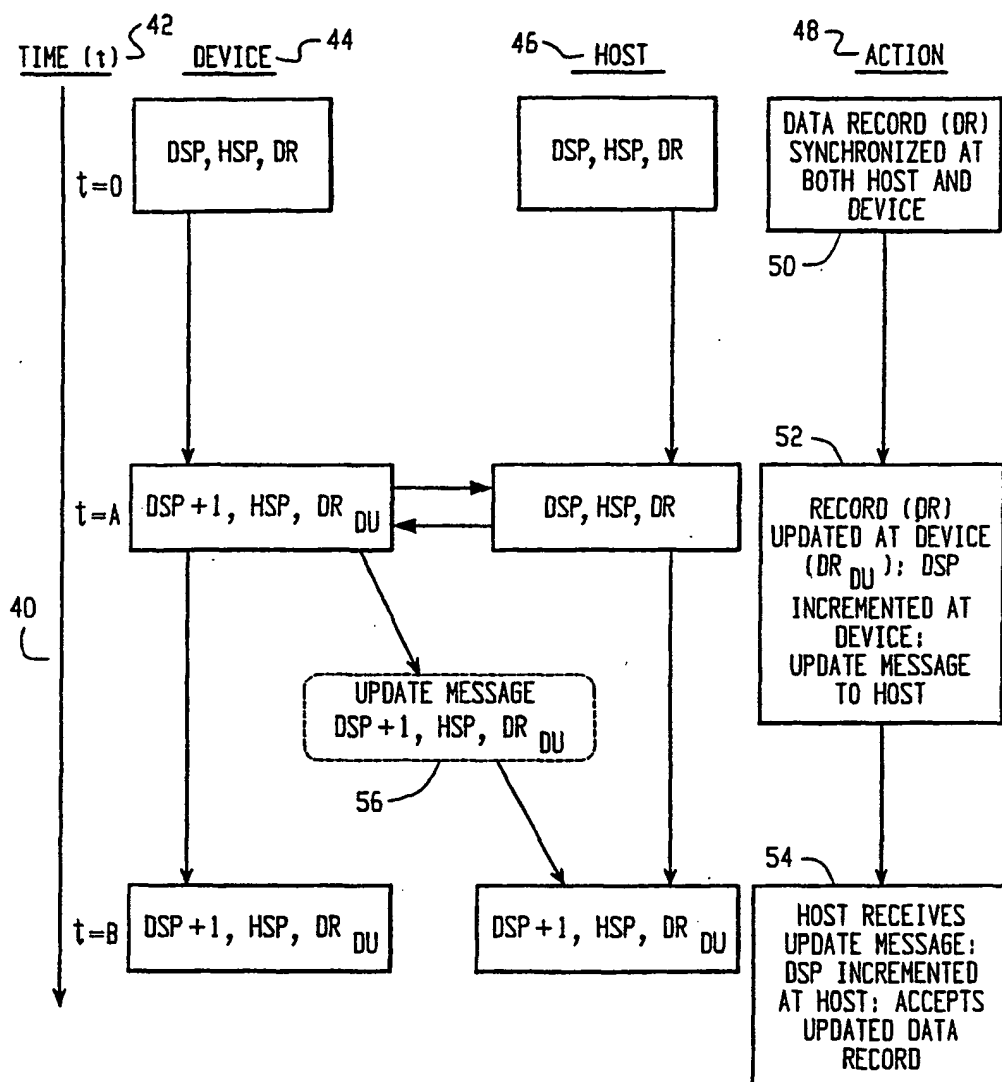 TIME (t) 42
DEVICE 44
46 HOST
48 ACTION
t=0
DSP, HSP, DR
DSP, HSP, DR
DATA RECORD (DR)
SYNCHRONIZED AT
BOTH HOST AND
DEVICE
50
52
t=A
DSP+1, HSP, DR DU
DSP, HSP, DR
RECORD (DR)
UPDATED AT DEVICE
(DR DU); DSP
INCREMENTED AT
DEVICE;
UPDATE MESSAGE
TO HOST
40
UPDATE MESSAGE
DSP+1, HSP, DR DU
56
54
t=B
DSP+1, HSP, DR DU
DSP+1, HSP, DR DU
HOST RECEIVES
UPDATE MESSAGE;
DSP INCREMENTED
AT HOST; ACCEPTS
UPDATED DATA
RECORD